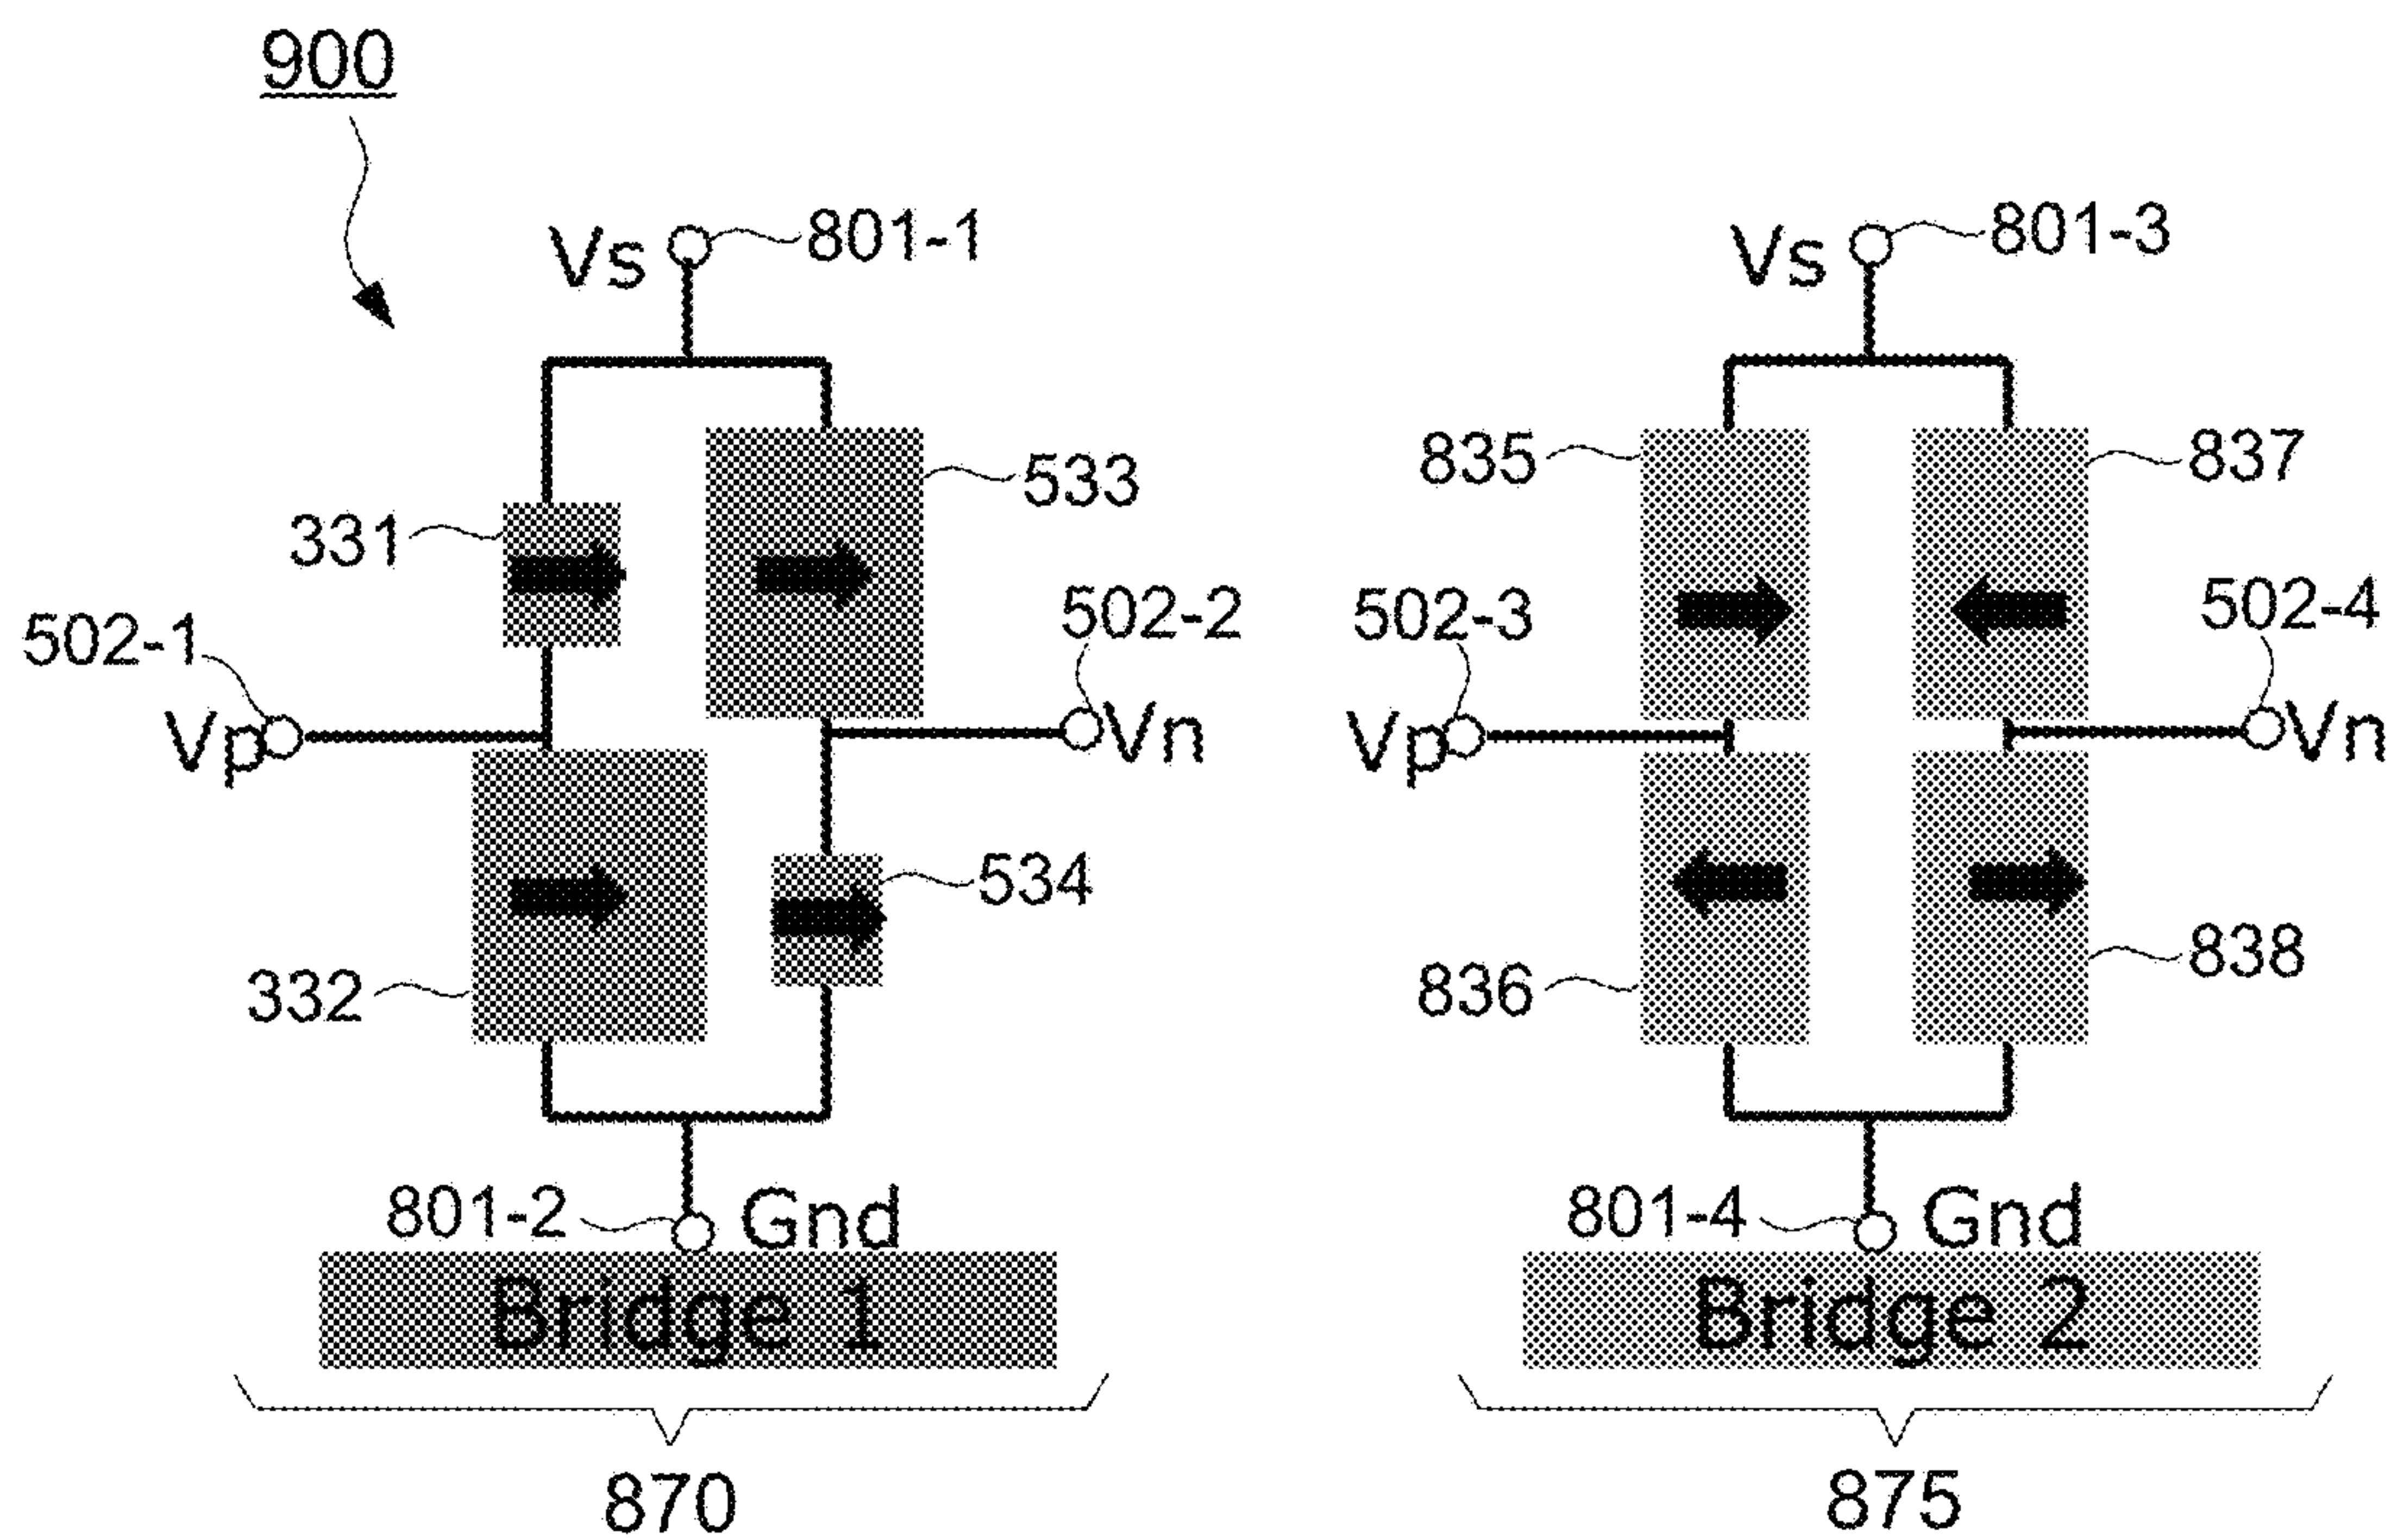 900
Vs
801-1
331
533
502-1
502-2
Vp
Vn
332
534
801-2
Gnd
Bridge 1
870
Vs
801-3
835
837
502-3
502-4
Vp
Vn
836
838
801-4
Gnd
Bridge 2
875